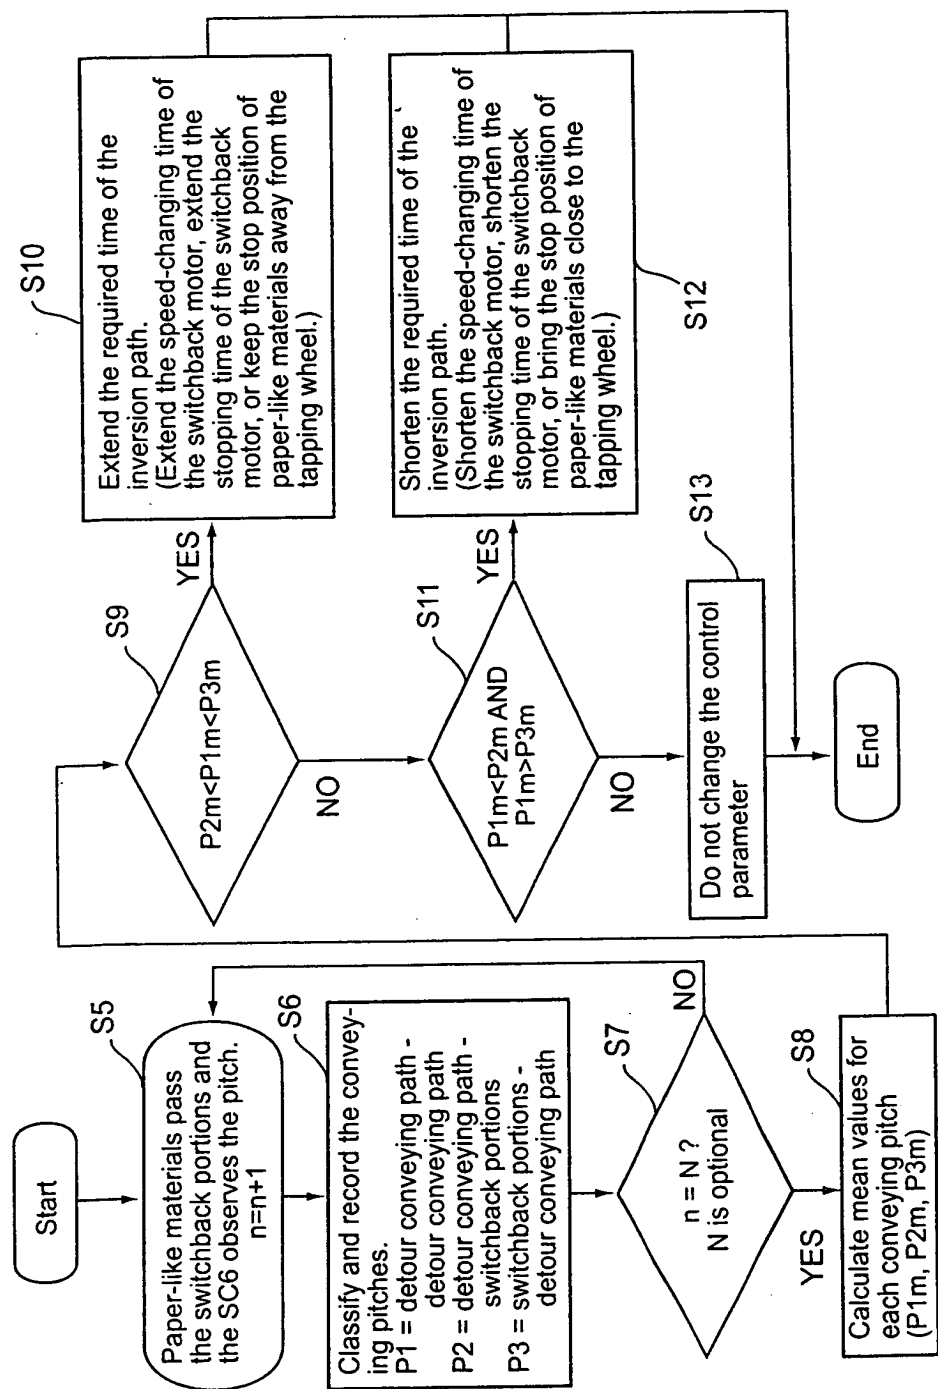 Start
S5
Paper-like materials pass
the switchback portions and
the SC6 observes the pitch.
n=n+1
S6
Classify and record the convey-
ing pitches.
P1 = detour conveying path -
detour conveying path
P2 = detour conveying path -
switchback portions
P3 = switchback portions -
detour conveying path
S7
n = N ?
N is optional
NO
YES
S8
Calculate mean values for
each conveying pitch
(P1m, P2m, P3m)
S9
P2m<P1m<P3m
YES
NO
S10
Extend the required time of the
inversion path.
(Extend the speed-changing time of
the switchback motor, extend the
stopping time of the switchback
motor, or keep the stop position of
paper-like materials away from the
tapping wheel.)
S11
P1m<P2m AND
P1m>P3m
YES
NO
S12
Shorten the required time of the
inversion path.
(Shorten the speed-changing time of
the switchback motor, shorten the
stopping time of the switchback
motor, or bring the stop position of
paper-like materials close to the
tapping wheel.)
S13
Do not change the control
parameter
End